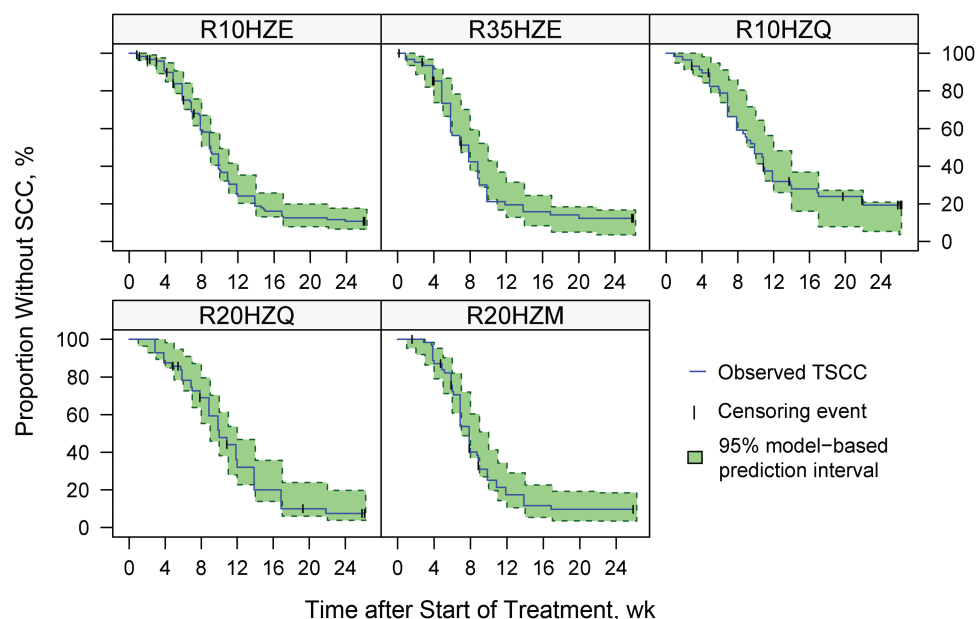 R10HZE R35HZE R10HZQ
100
80
60
40
20
0
0 4 8 12 16 20 24 0 4 8 12 16 20 24 0 4 8 12 16 20 24
R20HZQ R20HZM
100
80
60
40
20
0
0 4 8 12 16 20 24 0 4 8 12 16 20 24
Proportion Without SCC, %
Time after Start of Treatment, wk
Observed TSCC
Censoring event
95% model−based
prediction interval